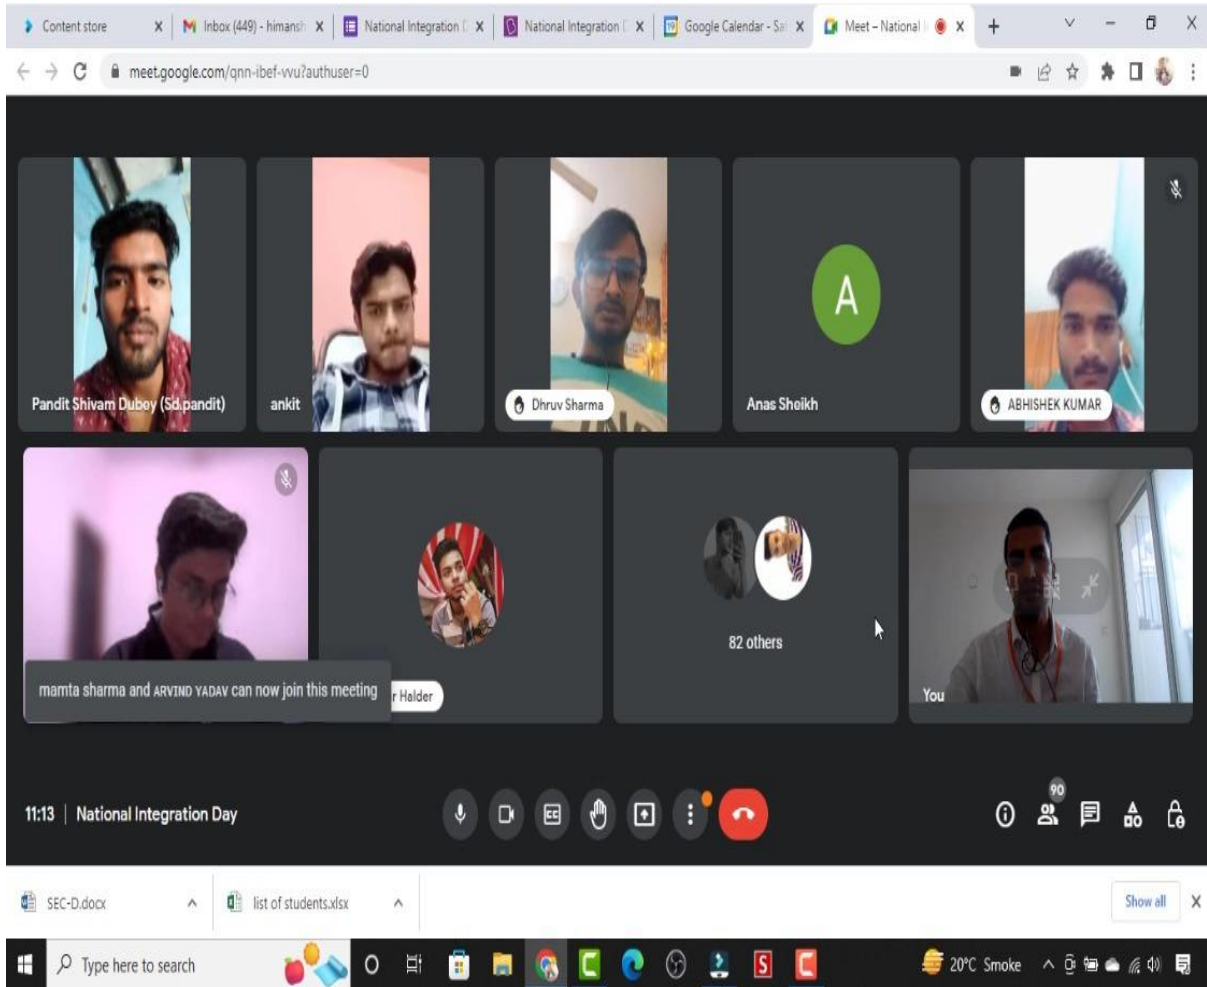 Content store
Inbox (449) - himansh
National Integration D
National Integration D
Google Calendar - Sat
Meet – National I
meet.google.com/qnn-ibef-vvu?authuser=0
Pandit Shivam Dubey (Sd.pandit)
ankit
Dhruv Sharma
Anas Sheikh
A
ABHISHEK KUMAR
mamta sharma and ARVIND YADAV can now join this meeting
r Halder
82 others
You
11:13 | National Integration Day
90
SEC-D.docx
list of students.xlsx
Show all
Type here to search
20°C Smoke